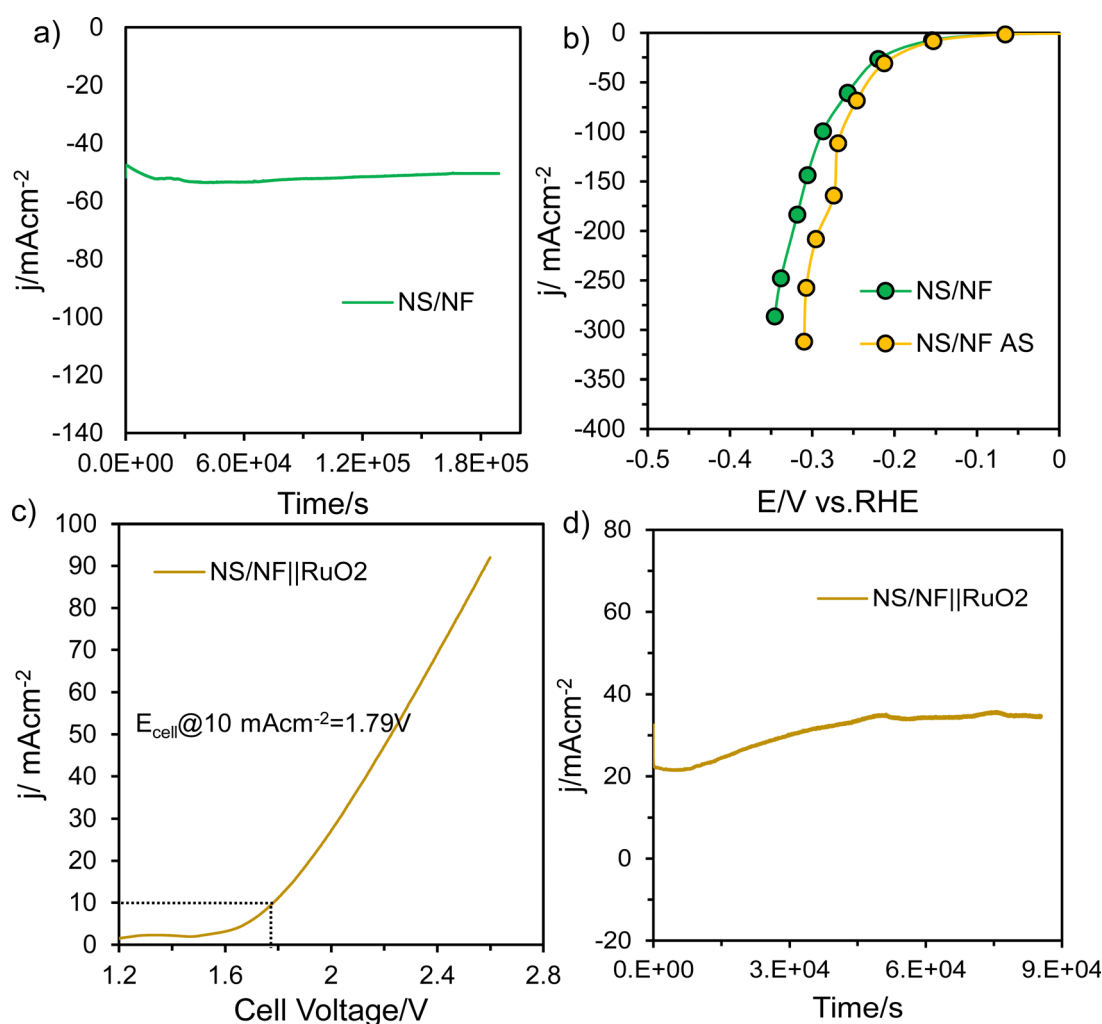 a)
0
-20
-40
-60
-80
-100
-120
-140
j/mAcm-2
NS/NF
0.0E+00 6.0E+04 1.2E+05 1.8E+05
Time/s
b)
0
-50
-100
-150
-200
-250
-300
-350
-400
j/ mAcm-2
NS/NF
NS/NF AS
-0.5 -0.4 -0.3 -0.2 -0.1 0
E/V vs.RHE
c)
100
90
80
70
60
50
40
30
20
10
0
j/ mAcm-2
NS/NF||RuO2
Ecell@10 mAcm-2=1.79V
1.2 1.6 2 2.4 2.8
Cell Voltage/V
d)
80
60
40
20
0
-20
j/mAcm-2
NS/NF||RuO2
0.E+00 3.E+04 6.E+04 9.E+04
Time/s